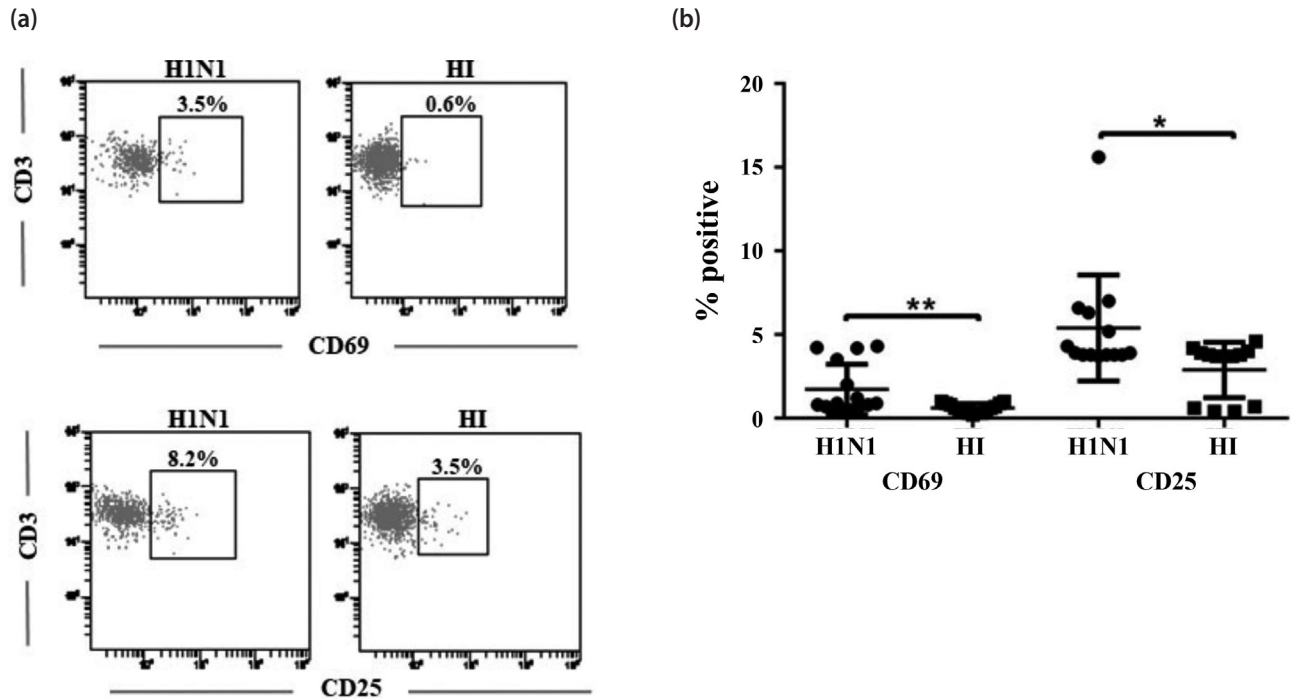 (a)
(b)
H1N1
HI
3.5%
0.6%
CD3
CD69
H1N1
HI
8.2%
3.5%
CD3
CD25
% positive
20
15
10
5
0
**
*
H1N1
HI
H1N1
HI
CD69
CD25